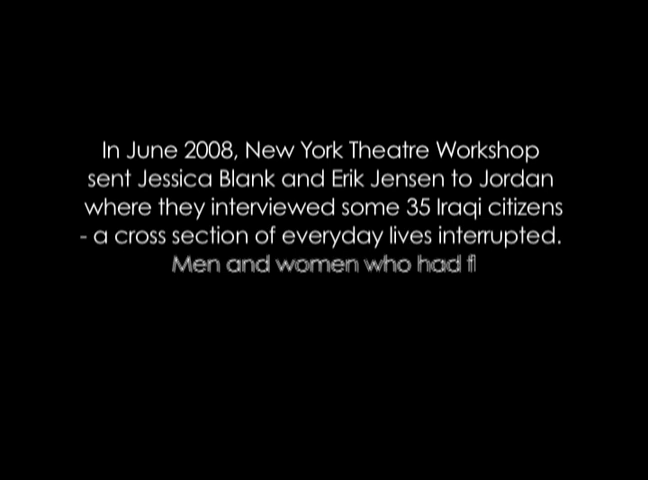 In June 2008, New York Theatre Workshop
sent Jessica Blank and Erik Jensen to Jordan
where they interviewed some 35 Iraqi citizens
- a cross section of everyday lives interrupted.
Men and women who had fl